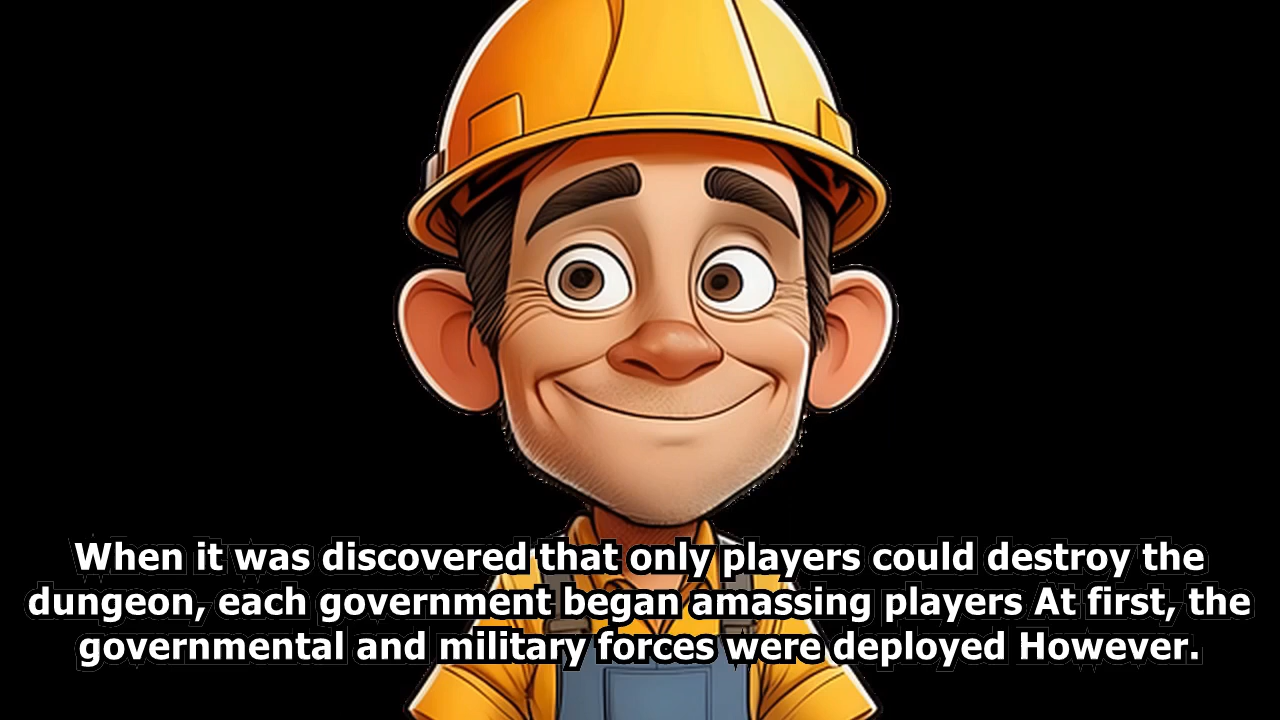 When it was discovered that only players could destroy the
dungeon, each government began amassing players At first, the
governmental and military forces were deployed However.